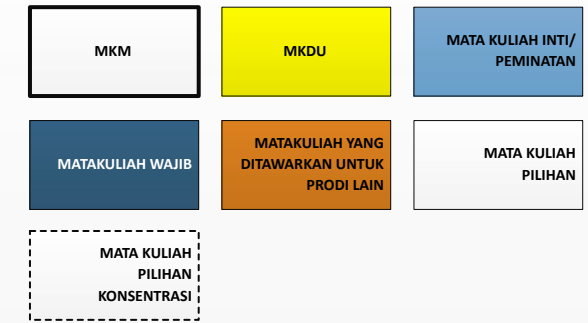 MKM
MKDU
MATA KULIAH INTI/
PEMINATAN
MATAKULIAH WAJIB
MATAKULIAH YANG
DITAWARKAN UNTUK
PRODI LAIN
MATA KULIAH
PILIHAN
MATA KULIAH
PILIHAN
KONSENTRASI